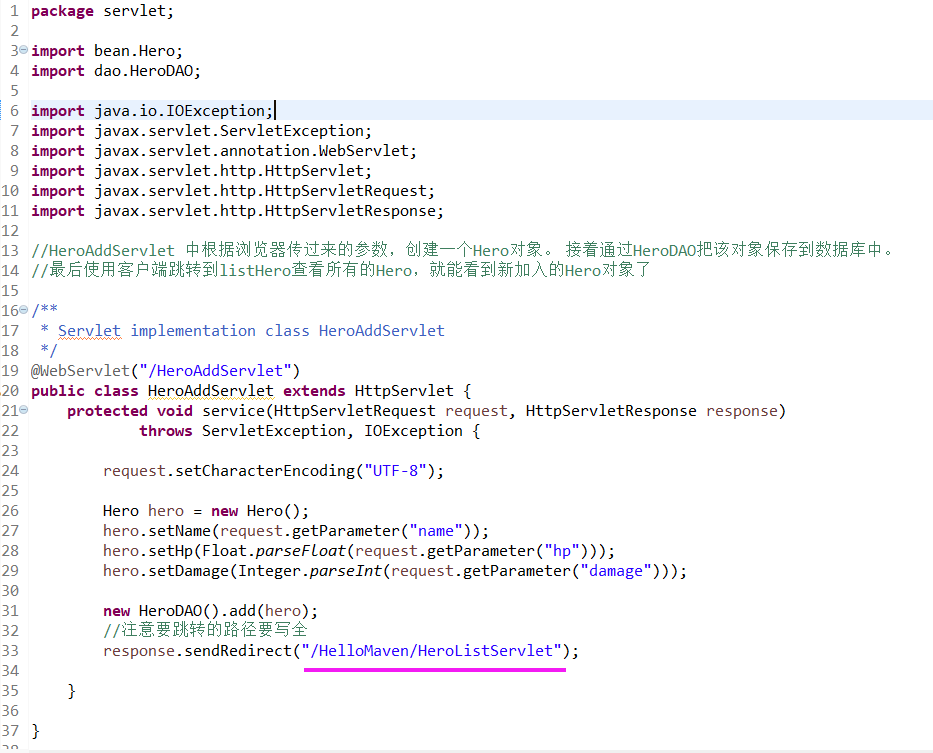 1 package servlet;
2
3 import bean.Hero;
4 import dao.HeroDAO;
5
6 import java.io.IOException;
7 import javax.servlet.ServletException;
8 import javax.servlet.annotation.WebServlet;
9 import javax.servlet.http.HttpServlet;
10 import javax.servlet.http.HttpServletRequest;
11 import javax.servlet.http.HttpServletResponse;
12
13 //HeroAddServlet 中根据浏览器传过来的参数，创建一个Hero对象。 接着通过HeroDAO把该对象保存到数据库中。
14 //最后使用客户端跳转到listHero查看所有的Hero，就能看到新加入的Hero对象了
15
16 /**
17  * Servlet implementation class HeroAddServlet
18  */
19 @WebServlet("/HeroAddServlet")
20 public class HeroAddServlet extends HttpServlet {
21     protected void service(HttpServletRequest request, HttpServletResponse response)
22             throws ServletException, IOException {
23
24         request.setCharacterEncoding("UTF-8");
25
26         Hero hero = new Hero();
27         hero.setName(request.getParameter("name"));
28         hero.setHp(Float.parseFloat(request.getParameter("hp")));
29         hero.setDamage(Integer.parseInt(request.getParameter("damage")));
30
31         new HeroDAO().add(hero);
32         //注意要跳转的路径要写全
33         response.sendRedirect("/HelloMaven/HeroListServlet");
34
35     }
36
37 }
38